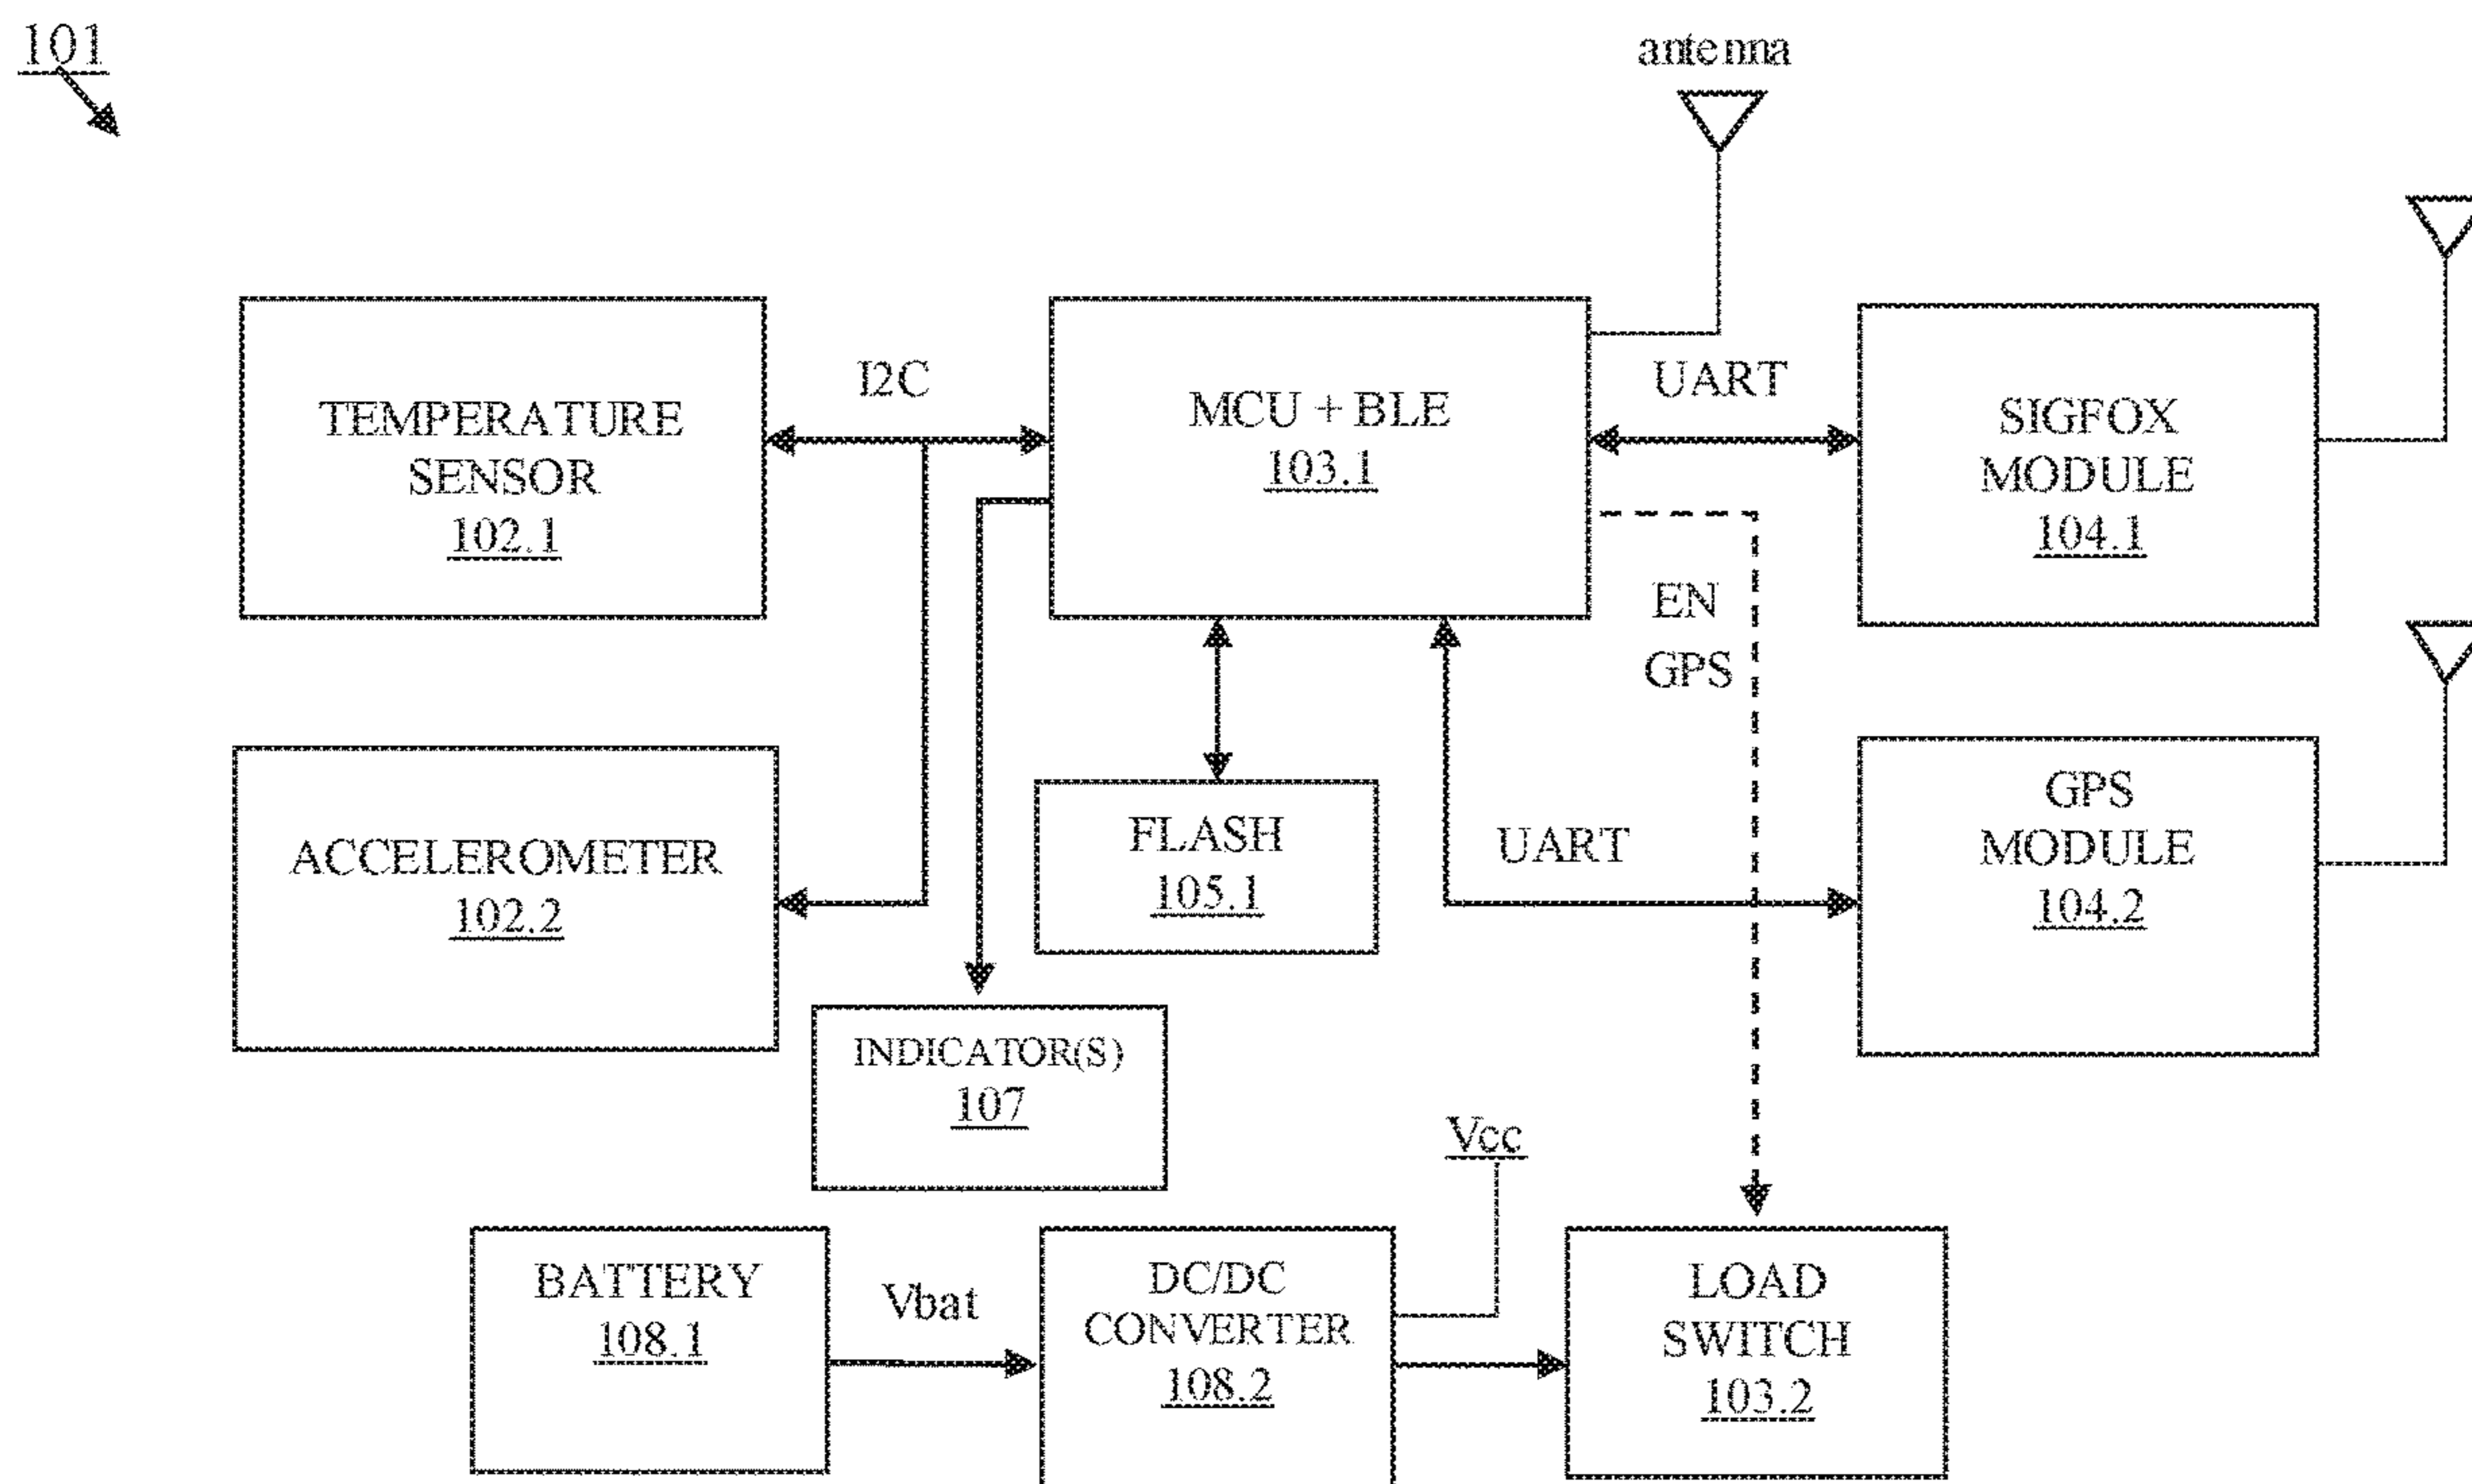 101
antenna
I2C
UART
TEMPERATURE
SENSOR
102.1
MCU + BLE
103.1
SIGFOX
MODULE
104.1
EN
GPS
ACCELEROMETER
102.2
FLASH
105.1
UART
GPS
MODULE
104.2
INDICATOR(S)
107
Vcc
BATTERY
108.1
Vbat
DC/DC
CONVERTER
108.2
LOAD
SWITCH
103.2